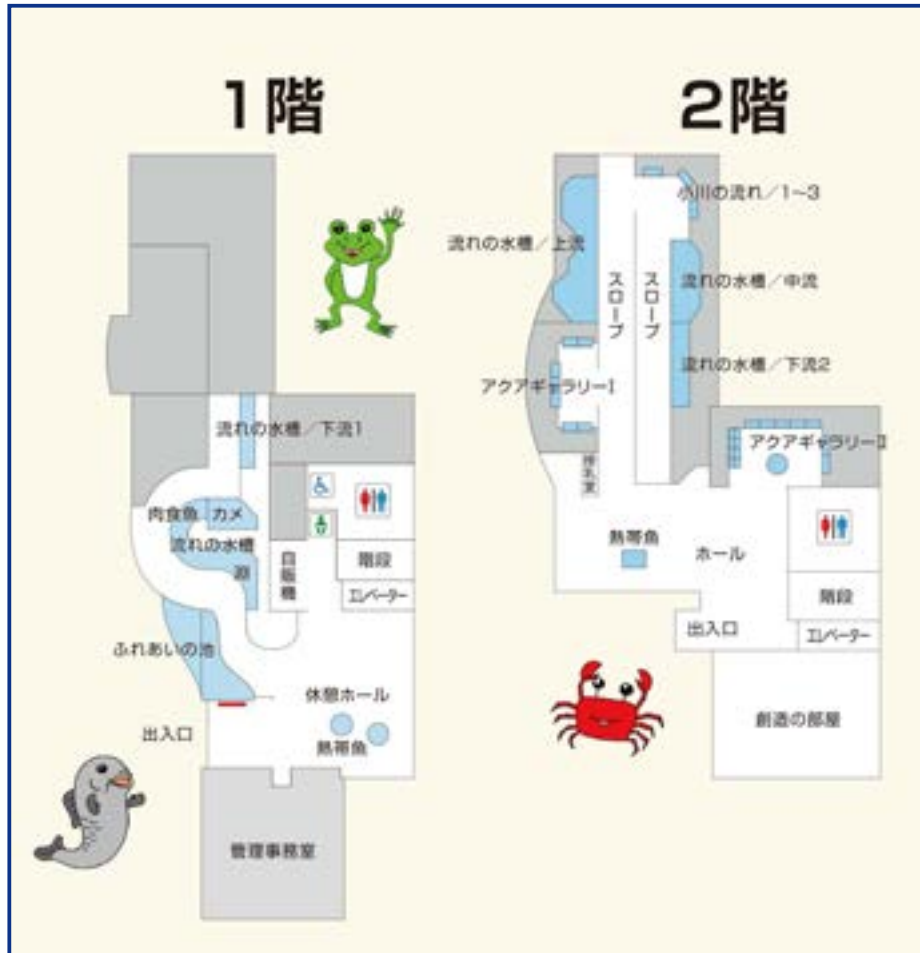 1階
流れの水槽/下流1
肉食魚
カメ
流れの水槽
淵
自販機
階段
エレベーター
ふれあいの池
休憩ホール
出入口
熱帯魚
管理事務室
2階
小川の流れ/1~3
流れの水槽/上流
スロープ
スロープ
流れの水槽/中流
流れの水槽/下流2
アクアギャラリーI
アクアギャラリーII
授乳室
熱帯魚
ホール
階段
出入口
エレベーター
創造の部屋